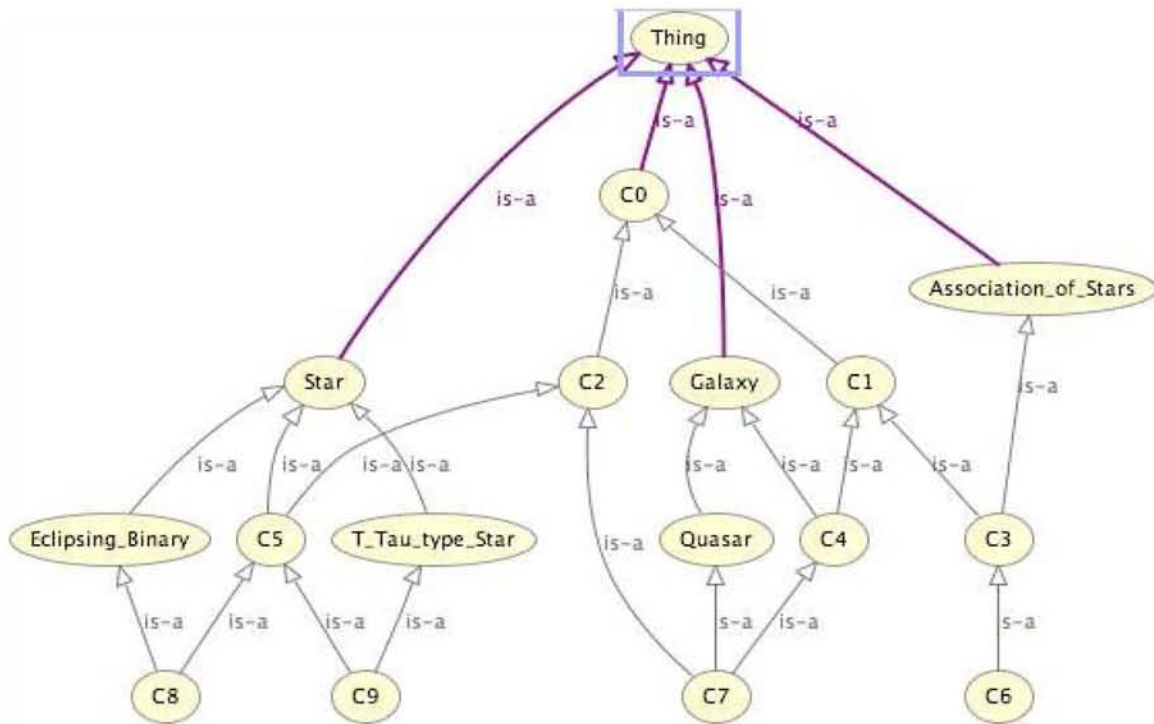 Thing
is-a
is-a
C0
is-a
is-a
is-a
is-a
Association_of_Stars
Star
C2
Galaxy
C1
is-a
is-a
is-a
is-a
is-a
is-a
is-a
is-a
is-a
Eclipsing_Binary
C5
T_Tau_type_Star
Quasar
C4
C3
is-a
is-a
is-a
is-a
is-a
s-a
is-a
s-a
C8
C9
C7
C6